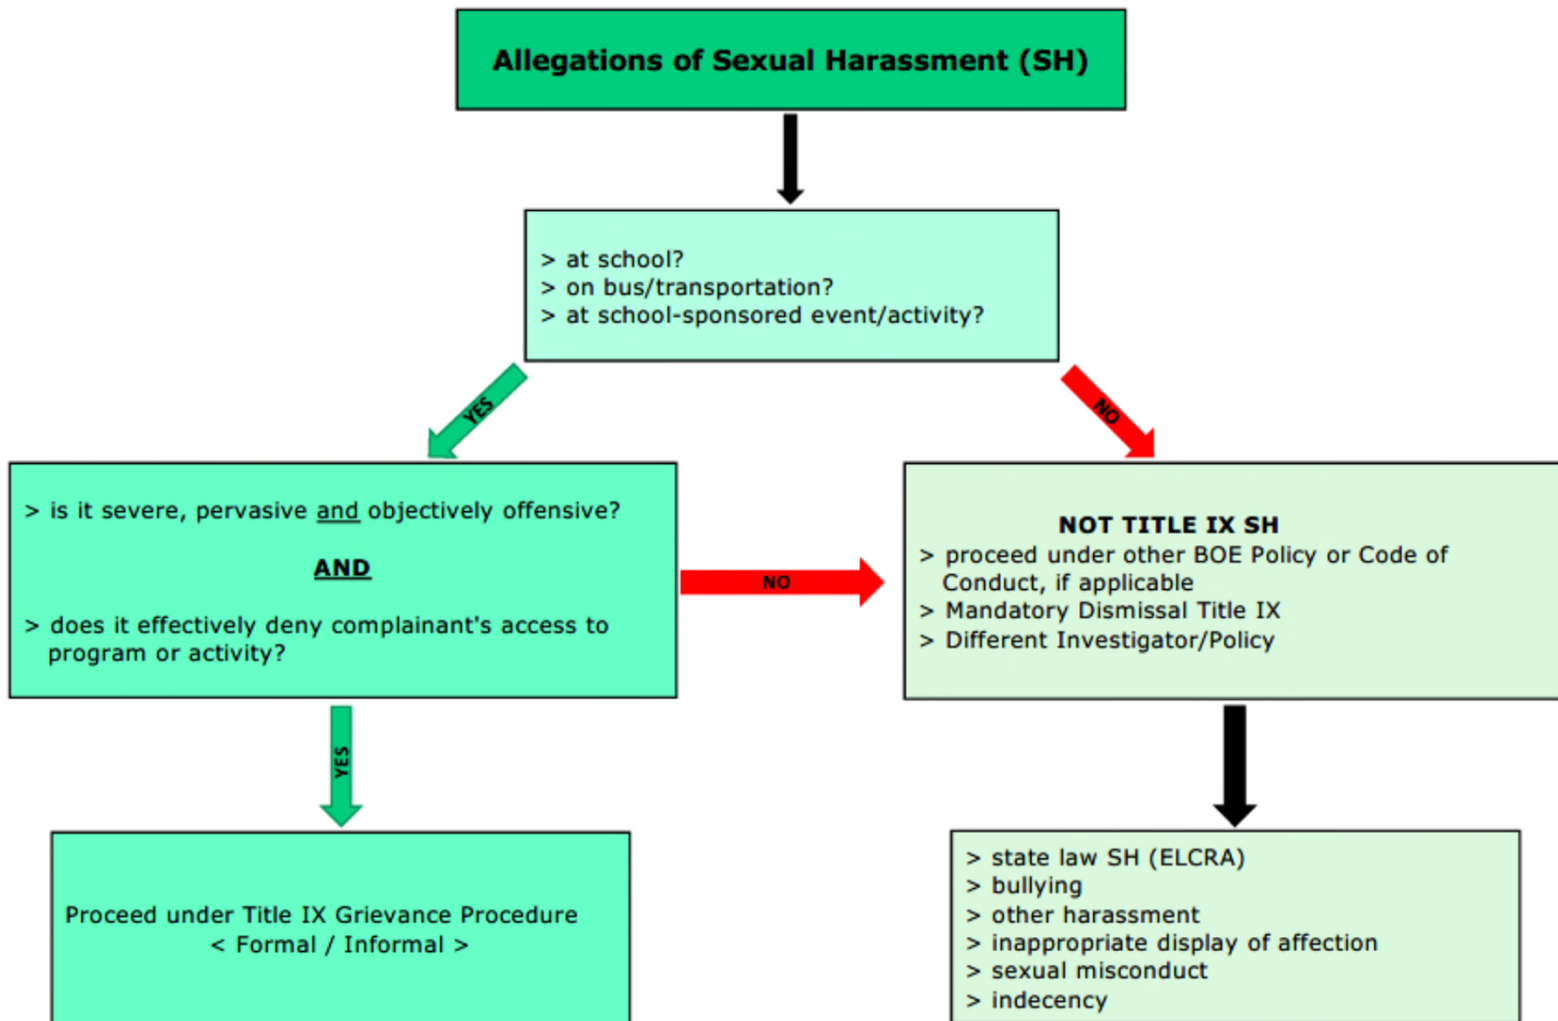 Allegations of Sexual Harassment (SH)
> at school?
> on bus/transportation?
> at school-sponsored event/activity?
YES
NO
> is it severe, pervasive and objectively offensive?
AND
> does it effectively deny complainant's access to
program or activity?
NO
NOT TITLE IX SH
> proceed under other BOE Policy or Code of
Conduct, if applicable
> Mandatory Dismissal Title IX
> Different Investigator/Policy
YES
Proceed under Title IX Grievance Procedure
< Formal / Informal >
> state law SH (ELCRA)
> bullying
> other harassment
> inappropriate display of affection
> sexual misconduct
> indecency